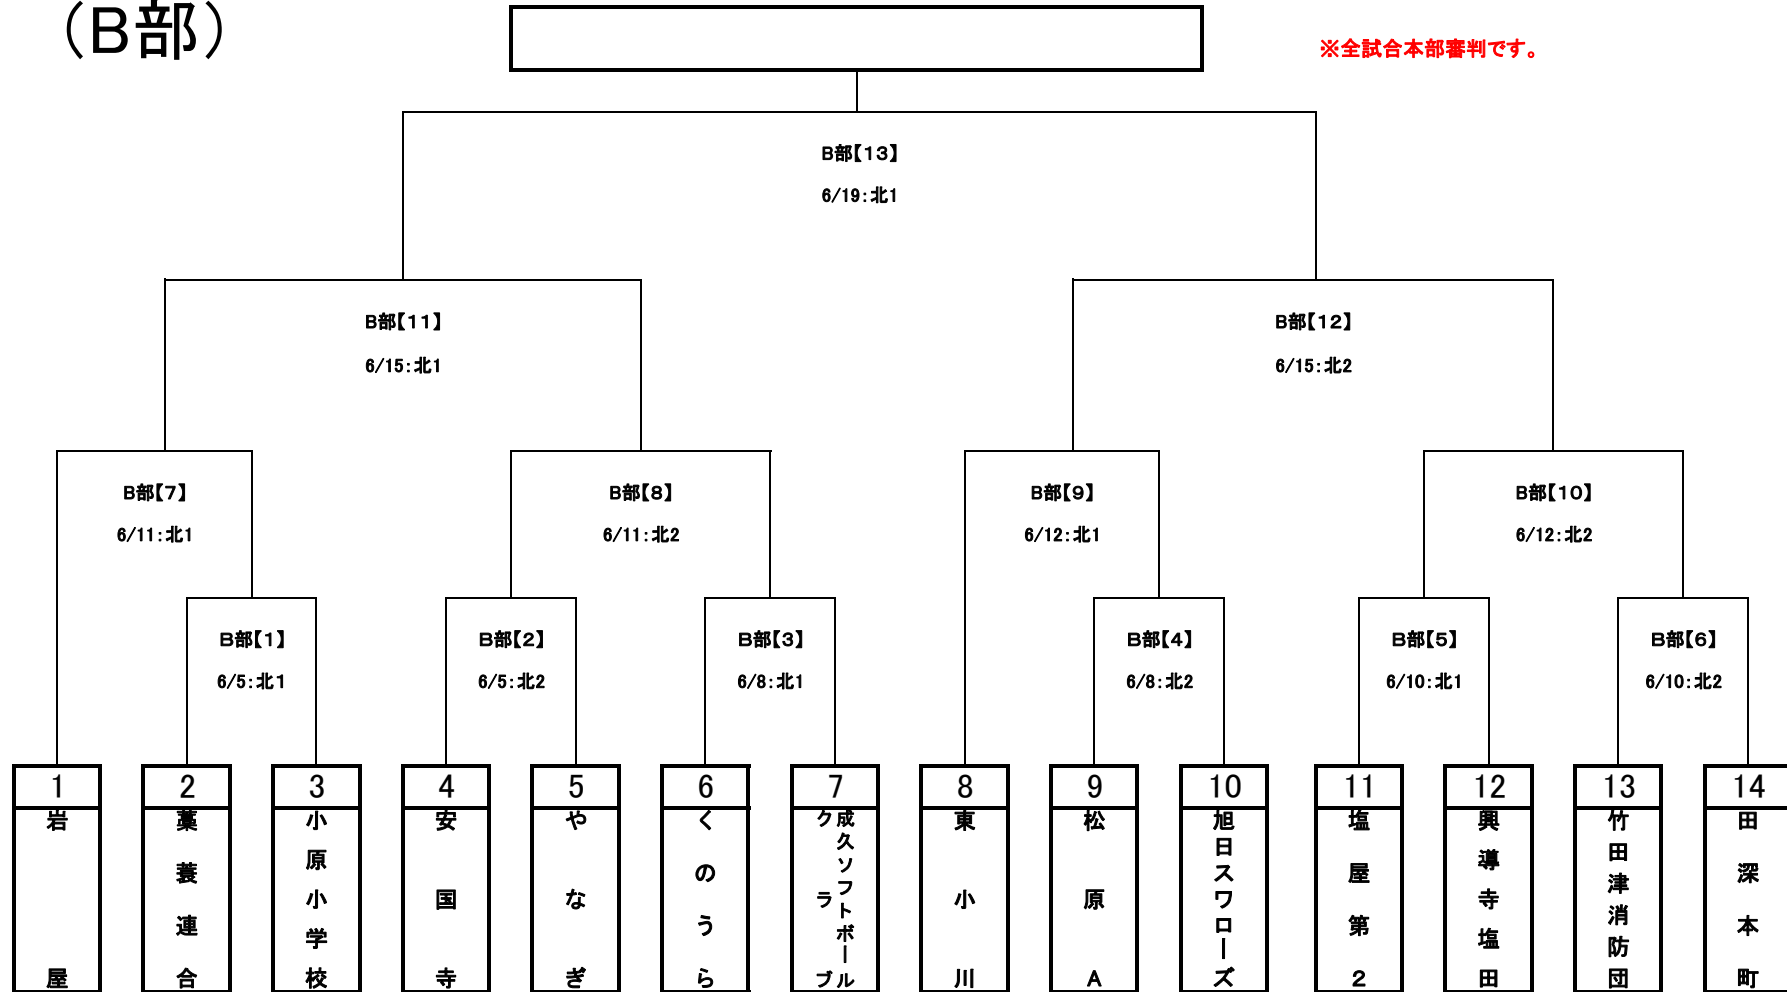 （B部）
※全試合本部審判です。
B部【13】
6/19：北1
B部【11】
6/15：北1
B部【12】
6/15：北2
B部【7】
6/11：北1
B部【8】
6/11：北2
B部【9】
6/12：北1
B部【10】
6/12：北2
B部【1】
6/5：北1
B部【2】
6/5：北2
B部【3】
6/8：北1
B部【4】
6/8：北2
B部【5】
6/10：北1
B部【6】
6/10：北2
1
岩屋
2
藁蓑連合
3
小原小学校
4
安国寺
5
やなぎ
6
くのうら
7
成久ソフトボール
クラブ
8
東小川
9
松原A
10
旭日スワローズ
11
塩屋第2
12
興導寺塩田
13
竹田津消防団
14
田深本町